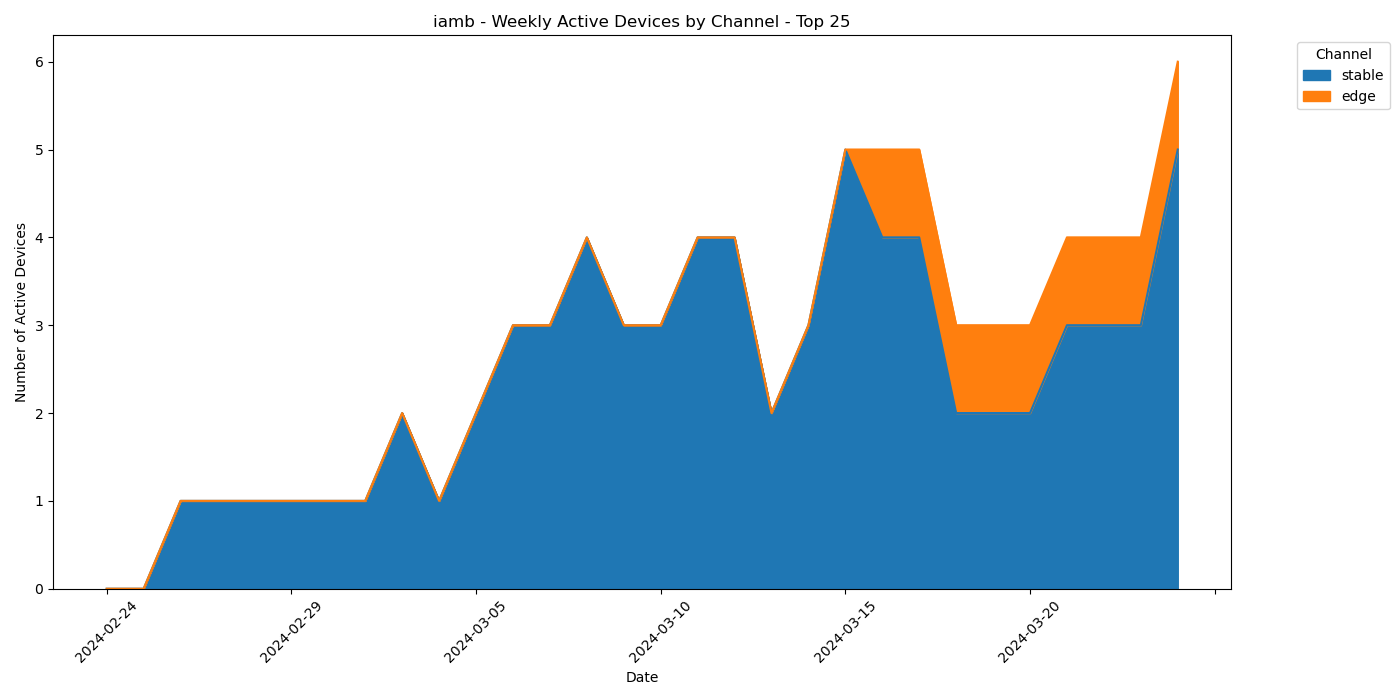 iamb - Weekly Active Devices by Channel - Top 25
Channel
stable
edge
Number of Active Devices
6
5
4
3
2
1
0
2024-02-24
2024-02-29
2024-03-05
2024-03-10
2024-03-15
2024-03-20
Date